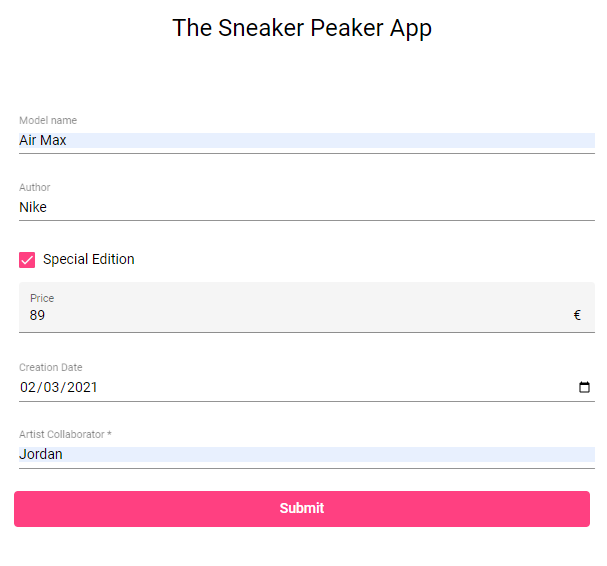 The Sneaker Peaker App
Model name
Air Max
Author
Nike
Special Edition
Price
89 €
Creation Date
02/03/2021
Artist Collaborator *
Jordan
Submit